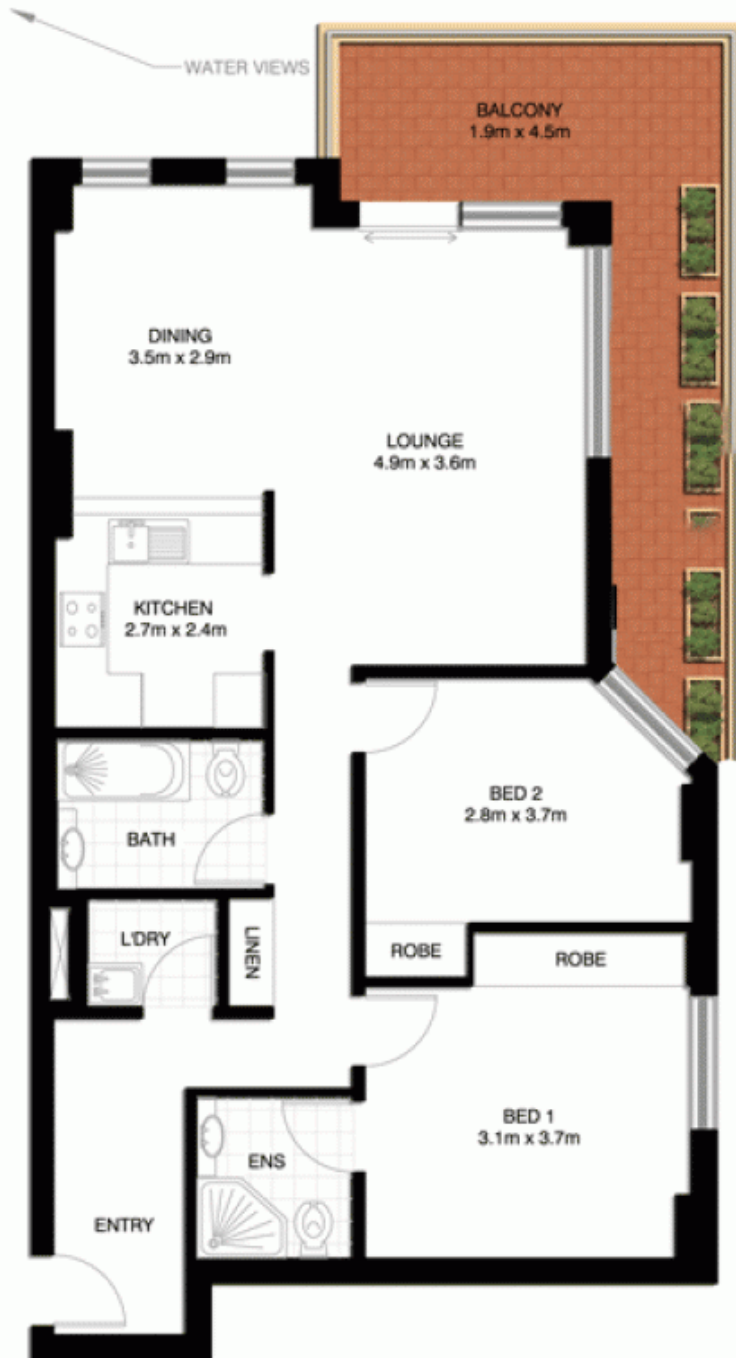 WATER VIEWS
BALCONY
1.9m x 4.5m
DINING
3.5m x 2.9m
LOUNGE
4.9m x 3.6m
KITCHEN
2.7m x 2.4m
BED 2
2.8m x 3.7m
BATH
L'DRY
LINEN
ROBE
ROBE
BED 1
3.1m x 3.7m
ENS
ENTRY